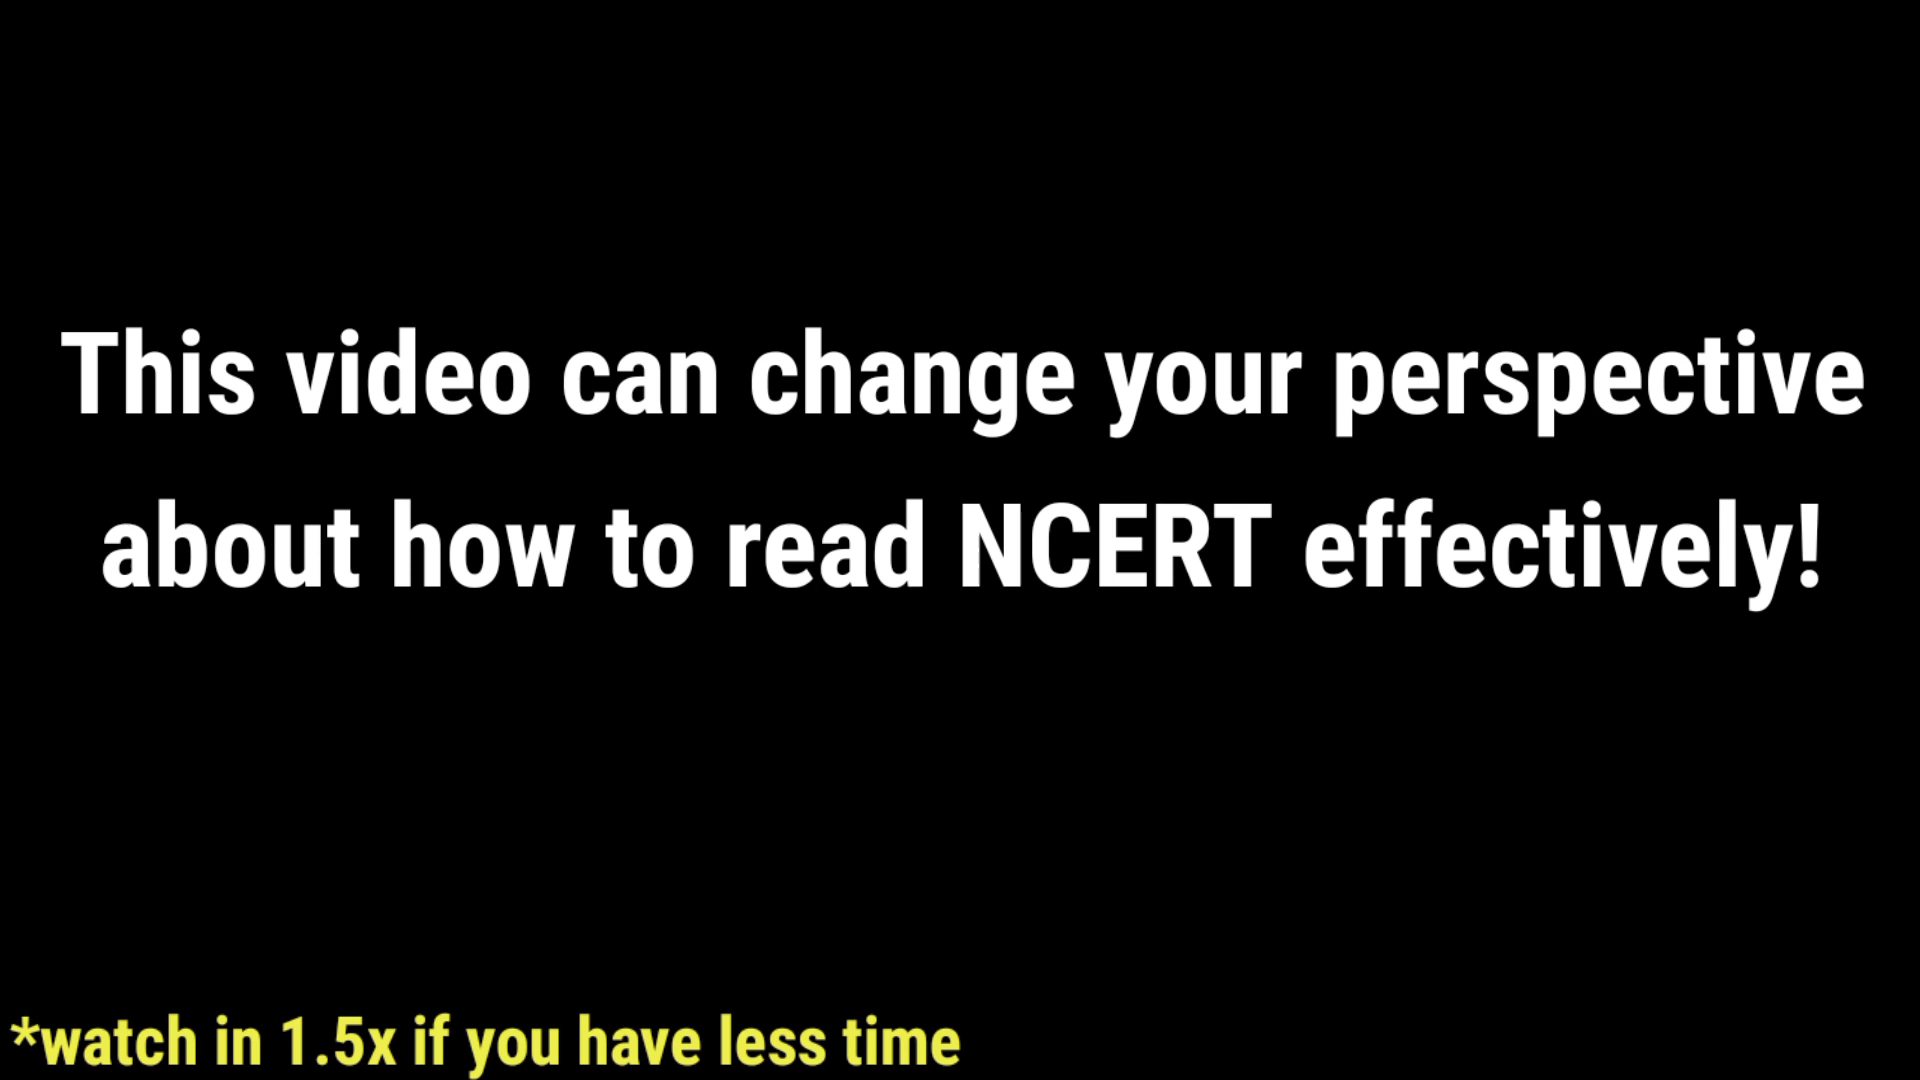 This video can change your perspective
about how to read NCERT effectively!
*watch in 1.5x if you have less time